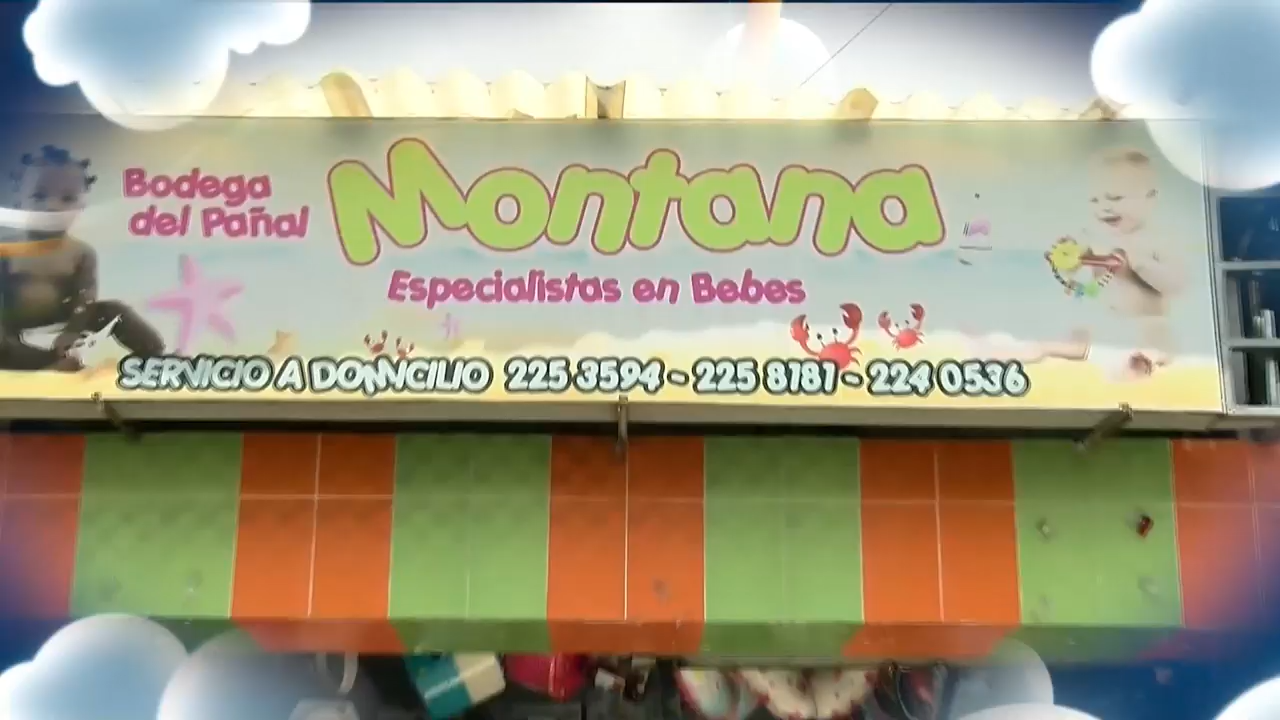 Bodega
del Pañal
Montana
Especialistas en Bebes
SERVICIO A DOMICILIO 225 3594 - 225 8181 - 224 0536